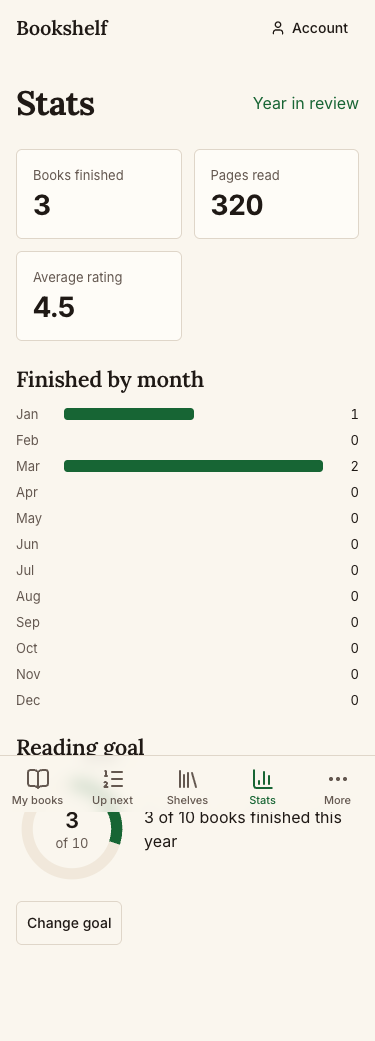 Bookshelf
Account
Stats
Year in review
Books finished
3
Pages read
320
Average rating
4.5
Finished by month
Jan 1
Feb 0
Mar 2
Apr 0
May 0
Jun 0
Jul 0
Aug 0
Sep 0
Oct 0
Nov 0
Dec 0
Reading goal
My books
Up next
Shelves
Stats
More
3
of 10
3 of 10 books finished this
year
Change goal